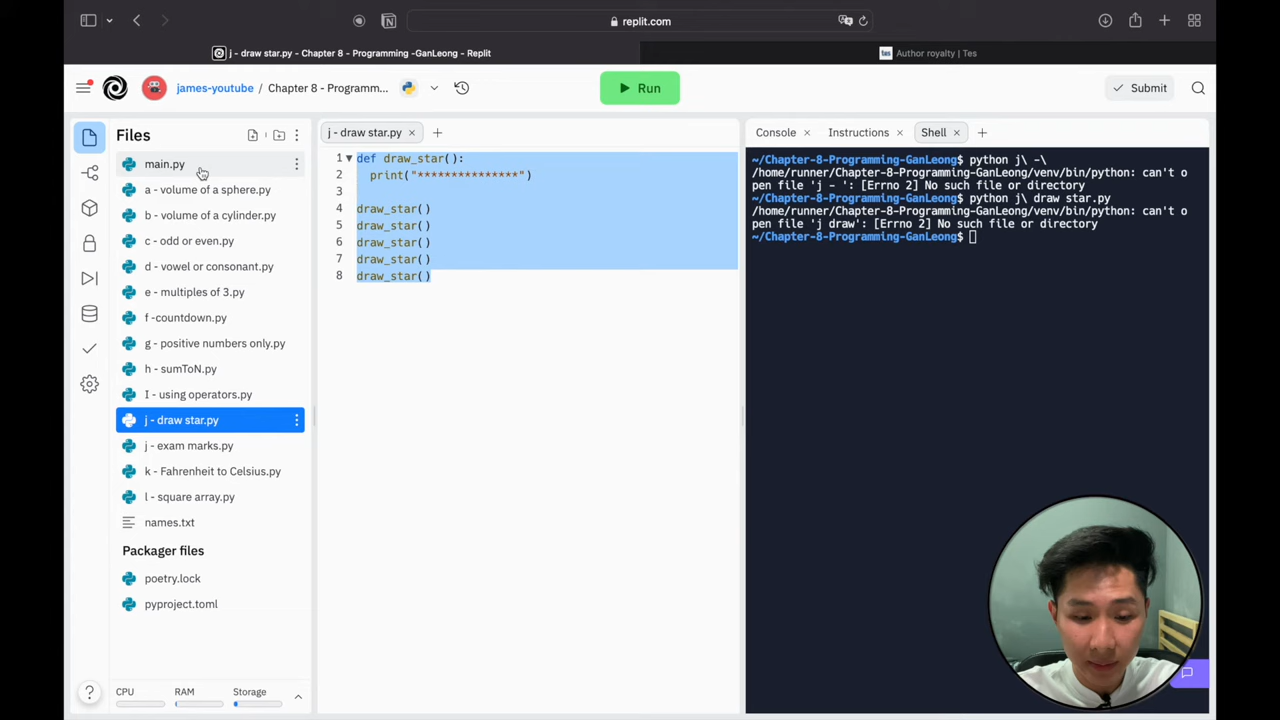 replit.com
j - draw star.py - Chapter 8 - Programming -GanLeong - Replit
tes Author royalty | Tes
james-youtube / Chapter 8 - Programm...
Run
Submit
Files
main.py
a - volume of a sphere.py
b - volume of a cylinder.py
c - odd or even.py
d - vowel or consonant.py
e - multiples of 3.py
f -countdown.py
g - positive numbers only.py
h - sumToN.py
I - using operators.py
j - draw star.py
j - exam marks.py
k - Fahrenheit to Celsius.py
l - square array.py
names.txt
Packager files
poetry.lock
pyproject.toml
?
CPU RAM Storage
j - draw star.py
1 def draw_star():
2 print("***************")
3
4 draw_star()
5 draw_star()
6 draw_star()
7 draw_star()
8 draw_star()
Console Instructions Shell
~/Chapter-8-Programming-GanLeong$ python j\ -\
/home/runner/Chapter-8-Programming-GanLeong/venv/bin/python: can't o
pen file 'j - ': [Errno 2] No such file or directory
~/Chapter-8-Programming-GanLeong$ python j\ draw star.py
/home/runner/Chapter-8-Programming-GanLeong/venv/bin/python: can't o
pen file 'j draw': [Errno 2] No such file or directory
~/Chapter-8-Programming-GanLeong$